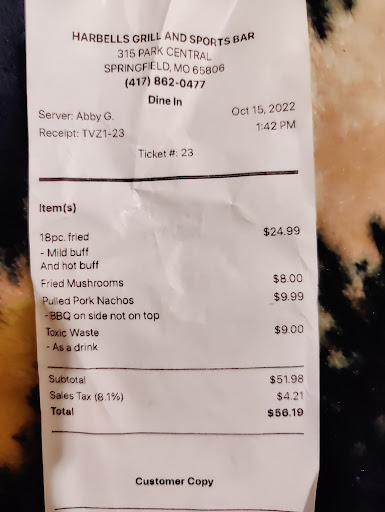 HARBELLS GRILL AND SPORTS BAR
315 PARK CENTRAL
SPRINGFIELD, MO 65806
(417) 862-0477
Dine In
Server: Abby G. Oct 15, 2022
Receipt: TVZ1-23 1:42 PM
Ticket #: 23
Item(s)
18pc. fried $24.99
- Mild buff
And hot buff
Fried Mushrooms $8.00
Pulled Pork Nachos $9.99
- BBQ on side not on top
Toxic Waste $9.00
- As a drink
Subtotal $51.98
Sales Tax (8.1%) $4.21
Total $56.19
Customer Copy